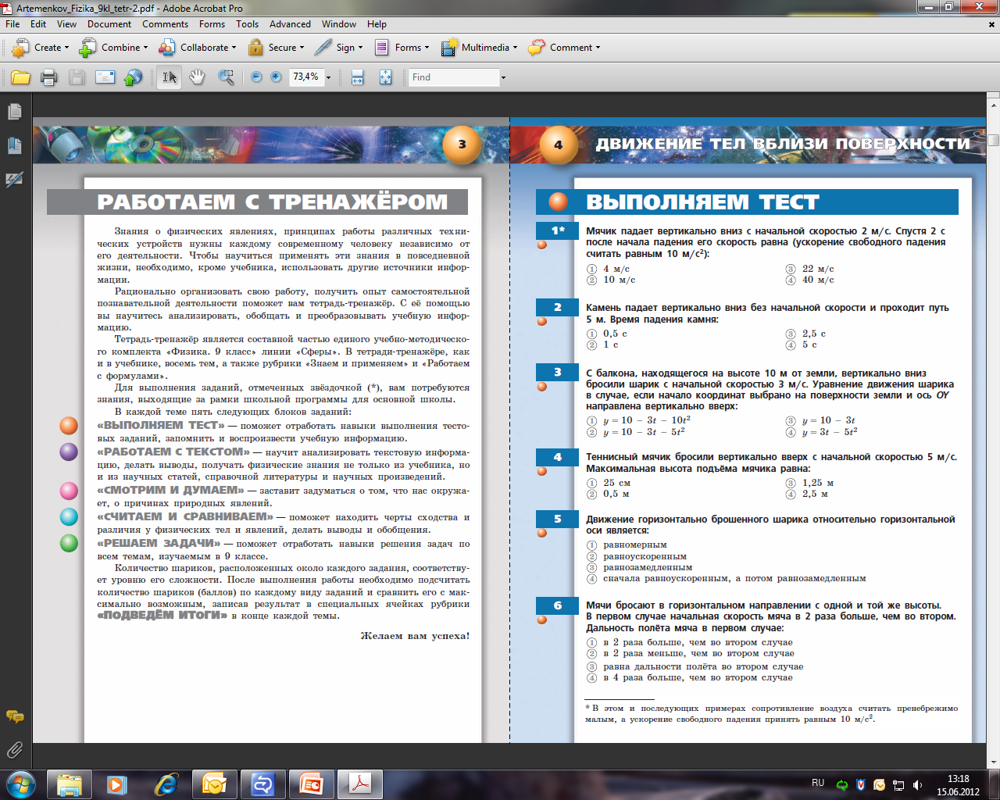 Artemenkov_Fizika_9kl_tetr-2.pdf - Adobe Acrobat Pro
File Edit View Document Comments Forms Tools Advanced Window Help
Create Combine Collaborate Secure Sign Forms Multimedia Comment
73,4% Find
3
РАБОТАЕМ С ТРЕНАЖЁРОМ
Знания о физических явлениях, принципах работы различных техни-
ческих устройств нужны каждому современному человеку независимо от
его деятельности. Чтобы научиться применять эти знания в повседневной
жизни, необходимо, кроме учебника, использовать другие источники инфор-
мации.
Рационально организовать свою работу, получить опыт самостоятельной
познавательной деятельности поможет вам тетрадь-тренажёр. С её помощью
вы научитесь анализировать, обобщать и преобразовывать учебную инфор-
мацию.
Тетрадь-тренажёр является составной частью единого учебно-методическо-
го комплекта «Физика. 9 класс» линии «Сферы». В тетради-тренажёре, как
и в учебнике, восемь тем, а также рубрики «Знаем и применяем» и «Работаем
с формулами».
Для выполнения заданий, отмеченных звёздочкой (*), вам потребуются
знания, выходящие за рамки школьной программы для основной школы.
В каждой теме пять следующих блоков заданий:
«ВЫПОЛНЯЕМ ТЕСТ» — поможет отработать навыки выполнения тесто-
вых заданий, запомнить и воспроизвести учебную информацию.
«РАБОТАЕМ С ТЕКСТОМ» — научит анализировать текстовую информа-
цию, делать выводы, получать физические знания не только из учебника, но
и из научных статей, справочной литературы и научных произведений.
«СМОТРИМ И ДУМАЕМ» — заставит задуматься о том, что нас окружа-
ет, о причинах природных явлений.
«СЧИТАЕМ И СРАВНИВАЕМ» — поможет находить черты сходства и
различия у физических тел и явлений, делать выводы и обобщения.
«РЕШАЕМ ЗАДАЧИ» — поможет отработать навыки решения задач по
всем темам, изучаемым в 9 классе.
Количество шариков, расположенных около каждого задания, соответству-
ет уровню его сложности. После выполнения работы необходимо подсчитать
количество шариков (баллов) по каждому виду заданий и сравнить его с мак-
симально возможным, записав результат в специальных ячейках рубрики
«ПОДВЕДЁМ ИТОГИ» в конце каждой темы.
Желаем вам успеха!
4 ДВИЖЕНИЕ ТЕЛ ВБЛИЗИ ПОВЕРХНОСТИ
ВЫПОЛНЯЕМ ТЕСТ
1* Мячик падает вертикально вниз с начальной скоростью 2 м/с. Спустя 2 с
после начала падения его скорость равна (ускорение свободного падения
считать равным 10 м/с²):
1 4 м/с 3 22 м/с
2 10 м/с 4 40 м/с
2 Камень падает вертикально вниз без начальной скорости и проходит путь
5 м. Время падения камня:
1 0,5 с 3 2,5 с
2 1 с 4 5 с
3 С балкона, находящегося на высоте 10 м от земли, вертикально вниз
бросили шарик с начальной скоростью 3 м/с. Уравнение движения шарика
в случае, если начало координат выбрано на поверхности земли и ось OY
направлена вертикально вверх:
1 y = 10 − 3t − 10t² 3 y = 10 − 3t
2 y = 10 − 3t − 5t² 4 y = 3t − 5t²
4 Теннисный мячик бросили вертикально вверх с начальной скоростью 5 м/с.
Максимальная высота подъёма мячика равна:
1 25 см 3 1,25 м
2 0,5 м 4 2,5 м
5 Движение горизонтально брошенного шарика относительно горизонтальной
оси является:
1 равномерным
2 равноускоренным
3 равнозамедленным
4 сначала равноускоренным, а потом равнозамедленным
6 Мячи бросают в горизонтальном направлении с одной и той же высоты.
В первом случае начальная скорость мяча в 2 раза больше, чем во втором.
Дальность полёта мяча в первом случае:
1 в 2 раза больше, чем во втором случае
2 в 2 раза меньше, чем во втором случае
3 равна дальности полёта во втором случае
4 в 4 раза больше, чем во втором случае
* В этом и последующих примерах сопротивление воздуха считать пренебрежимо
малым, а ускорение свободного падения принять равным 10 м/с².
RU 13:18
15.06.2012